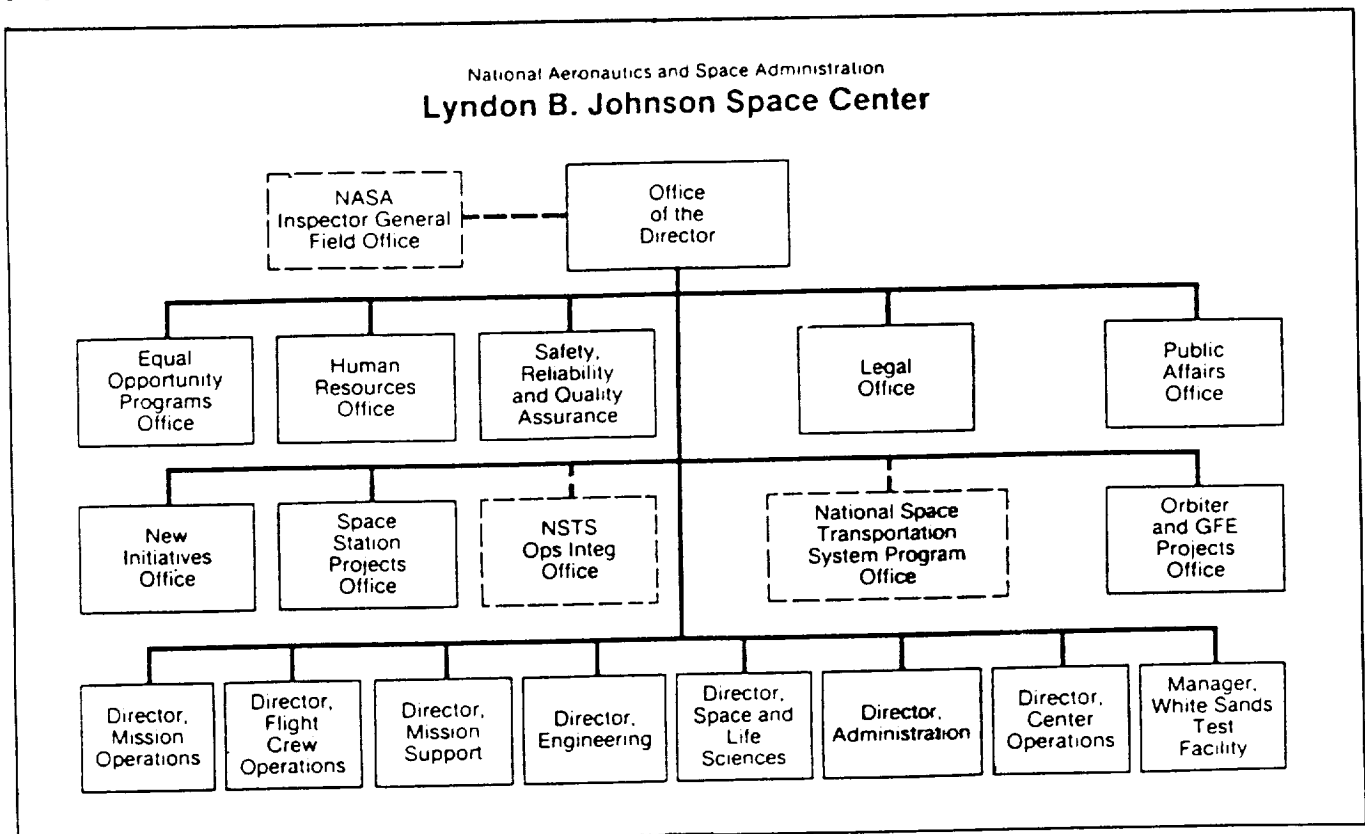 National Aeronautics and Space Administration
Lyndon B. Johnson Space Center
NASA
Inspector General
Field Office
Office
of the
Director
Equal
Opportunity
Programs
Office
Human
Resources
Office
Safety,
Reliability
and Quality
Assurance
Legal
Office
Public
Affairs
Office
New
Initiatives
Office
Space
Station
Projects
Office
NSTS
Ops Integ
Office
National Space
Transportation
System Program
Office
Orbiter
and GFE
Projects
Office
Director,
Mission
Operations
Director,
Flight
Crew
Operations
Director,
Mission
Support
Director,
Engineering
Director,
Space and
Life
Sciences
Director,
Administration
Director,
Center
Operations
Manager,
White Sands
Test
Facility